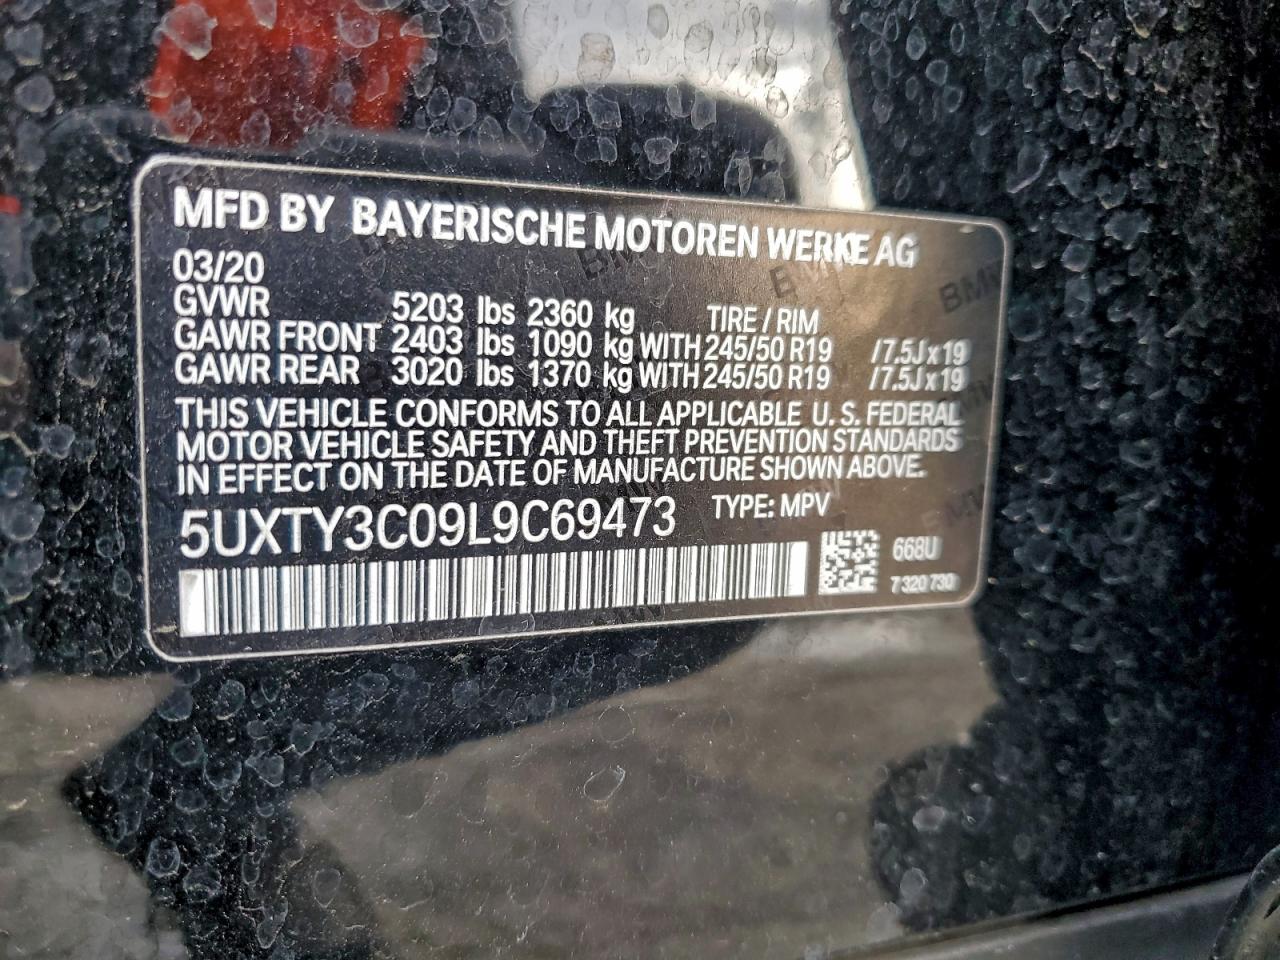 MFD BY BAYERISCHE MOTOREN WERKE AG
03/20
GVWR 5203 lbs 2360 kg TIRE / RIM
GAWR FRONT 2403 lbs 1090 kg WITH 245/50 R19 /7.5J x 19
GAWR REAR 3020 lbs 1370 kg WITH 245/50 R19 /7.5J x 19
THIS VEHICLE CONFORMS TO ALL APPLICABLE U. S. FEDERAL
MOTOR VEHICLE SAFETY AND THEFT PREVENTION STANDARDS
IN EFFECT ON THE DATE OF MANUFACTURE SHOWN ABOVE.
5UXTY3C09L9C69473 TYPE: MPV
668U
7 320 730